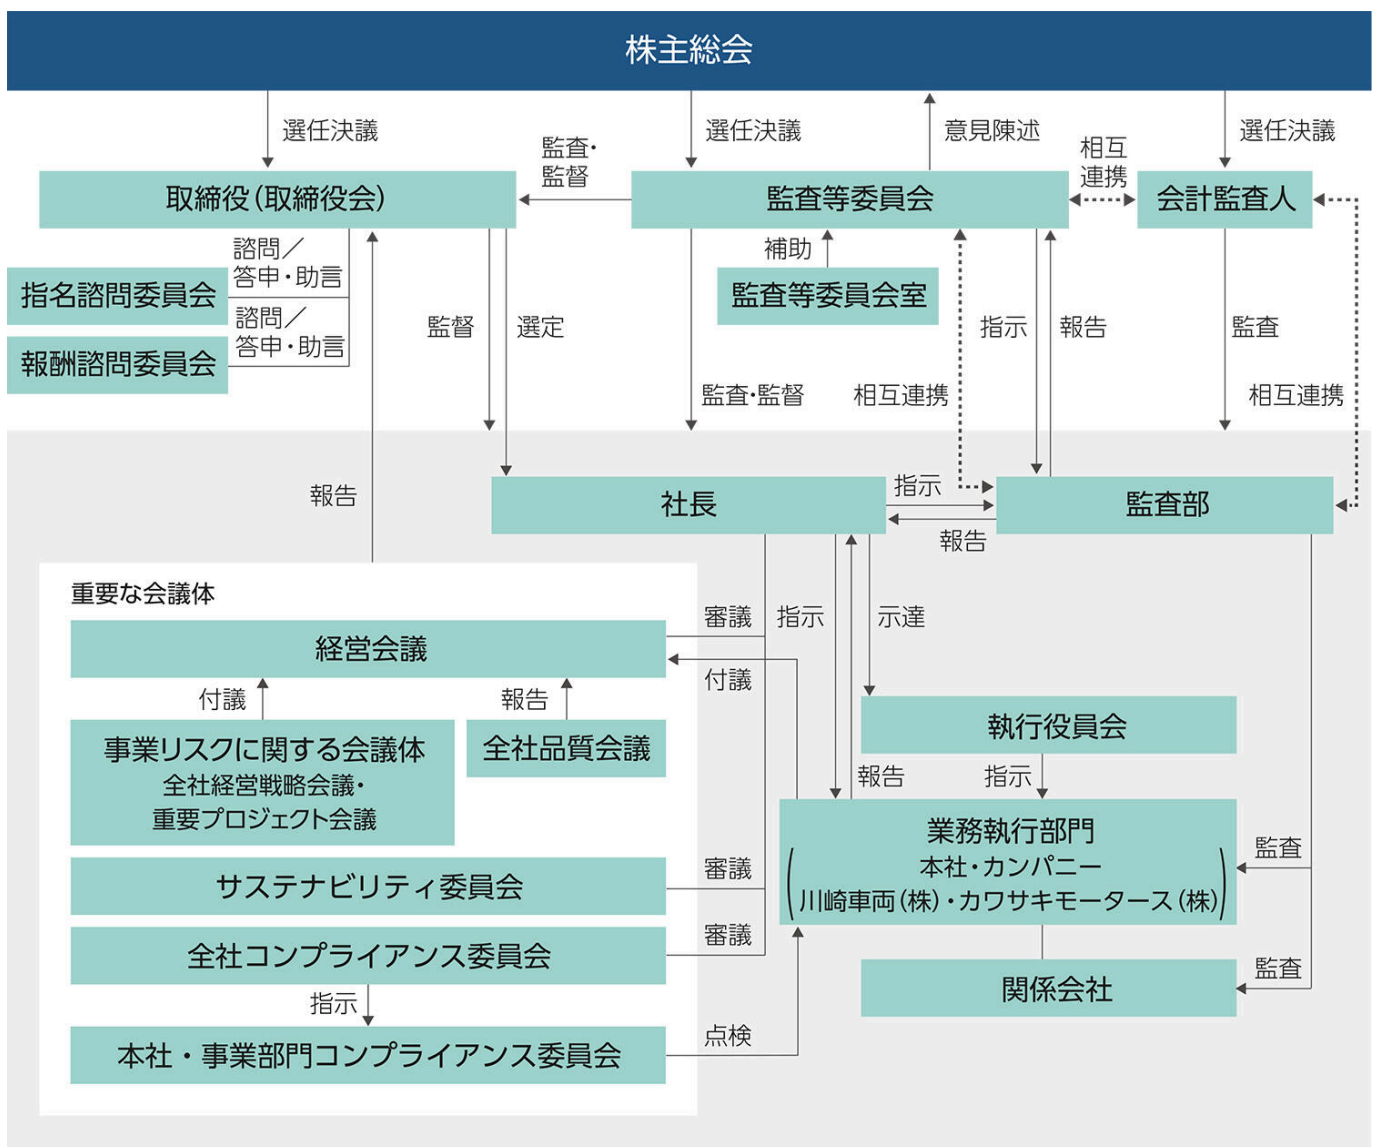 株主総会
選任決議
選任決議
意見陳述
選任決議
監査・
監督
相互
連携
取締役(取締役会)
監査等委員会
会計監査人
諮問／
答申・助言
補助
指名諮問委員会
監査等委員会室
諮問／
答申・助言
監督
選定
指示
報告
監査
報酬諮問委員会
監査・監督
相互連携
相互連携
報告
社長
指示
監査部
報告
重要な会議体
審議
指示
示達
経営会議
付議
付議
報告
執行役員会
事業リスクに関する会議体
全社経営戦略会議・
重要プロジェクト会議
全社品質会議
報告
指示
業務執行部門
本社・カンパニー
川崎車両(株)・カワサキモータース(株)
監査
サステナビリティ委員会
審議
全社コンプライアンス委員会
審議
関係会社
監査
指示
本社・事業部門コンプライアンス委員会
点検